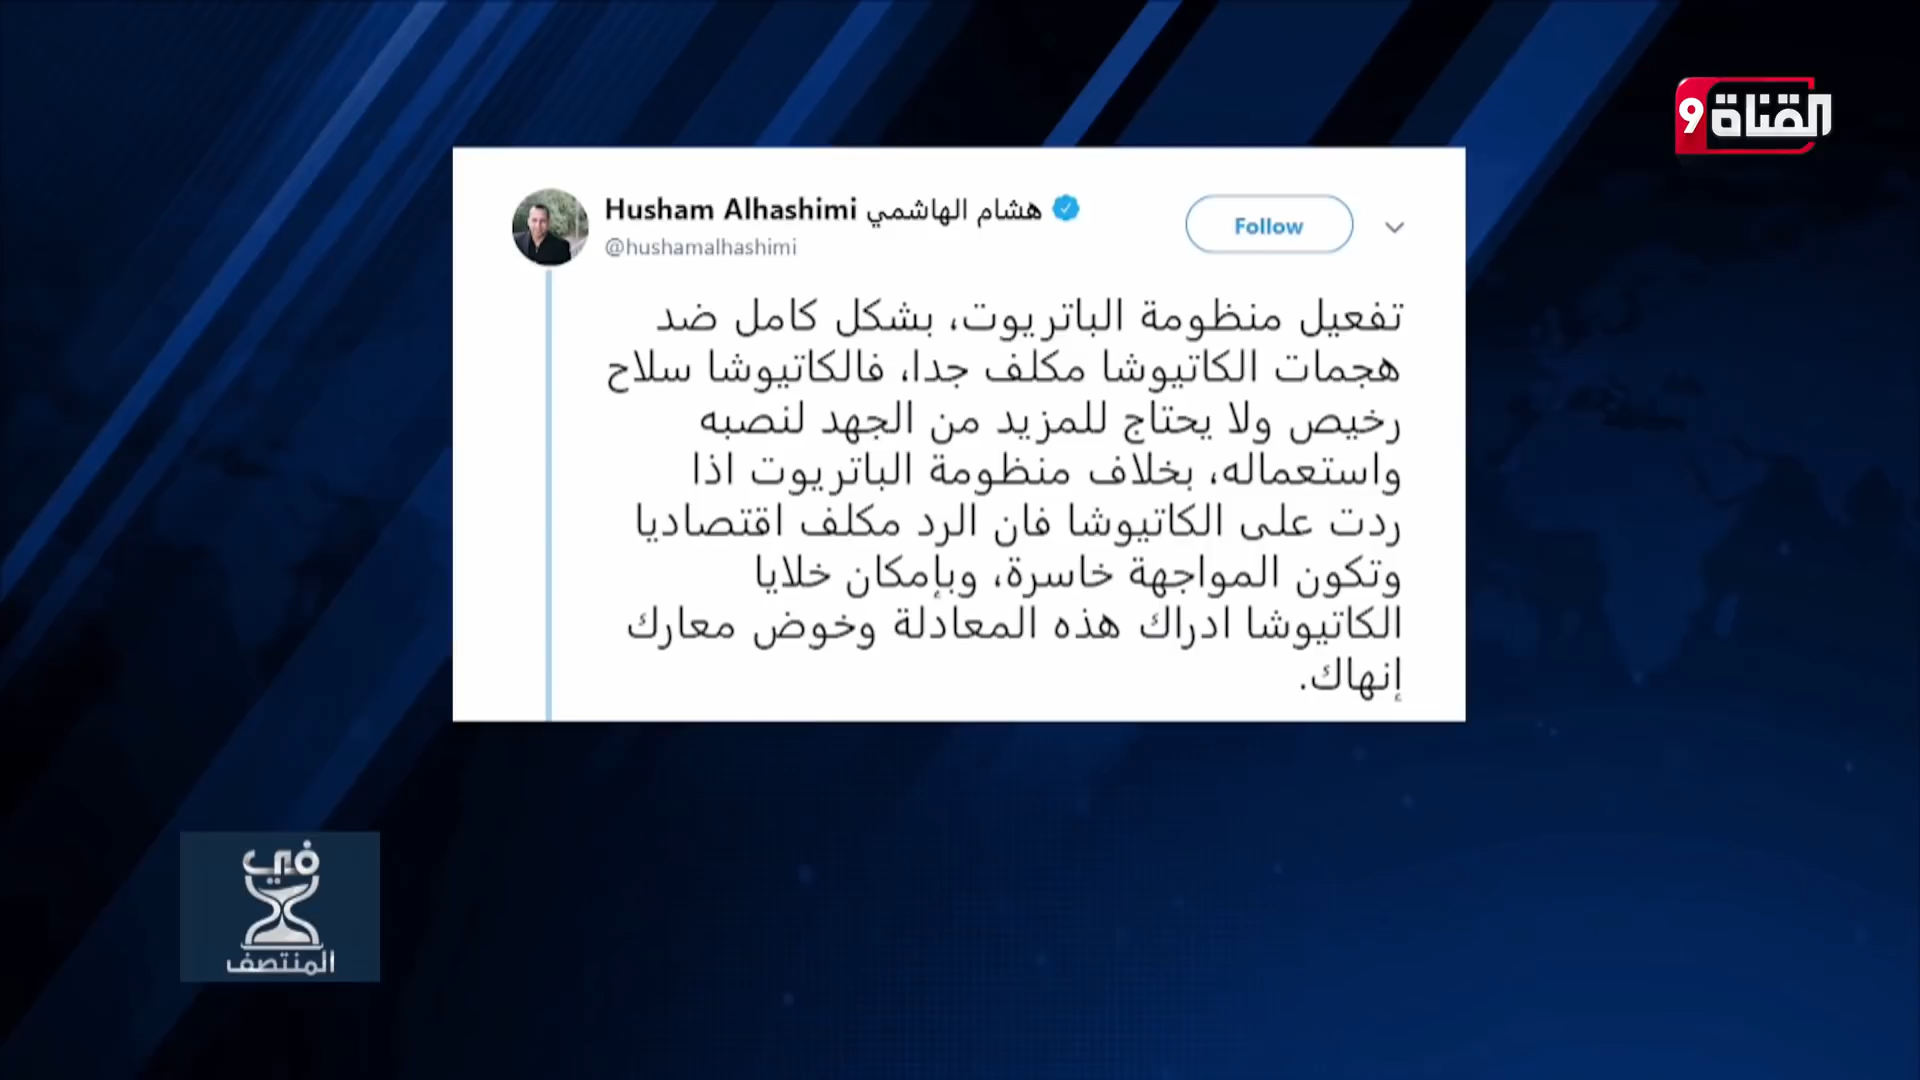 القناة 9
Husham Alhashimi هشام الهاشمي
@hushamalhashimi
Follow
تفعيل منظومة الباتريوت، بشكل كامل ضد
هجمات الكاتيوشا مكلف جدا، فالكاتيوشا سلاح
رخيص ولا يحتاج للمزيد من الجهد لنصبه
واستعماله، بخلاف منظومة الباتريوت اذا
ردت على الكاتيوشا فان الرد مكلف اقتصاديا
وتكون المواجهة خاسرة، وبإمكان خلايا
الكاتيوشا ادراك هذه المعادلة وخوض معارك
إنهاك.
في
المنتصف